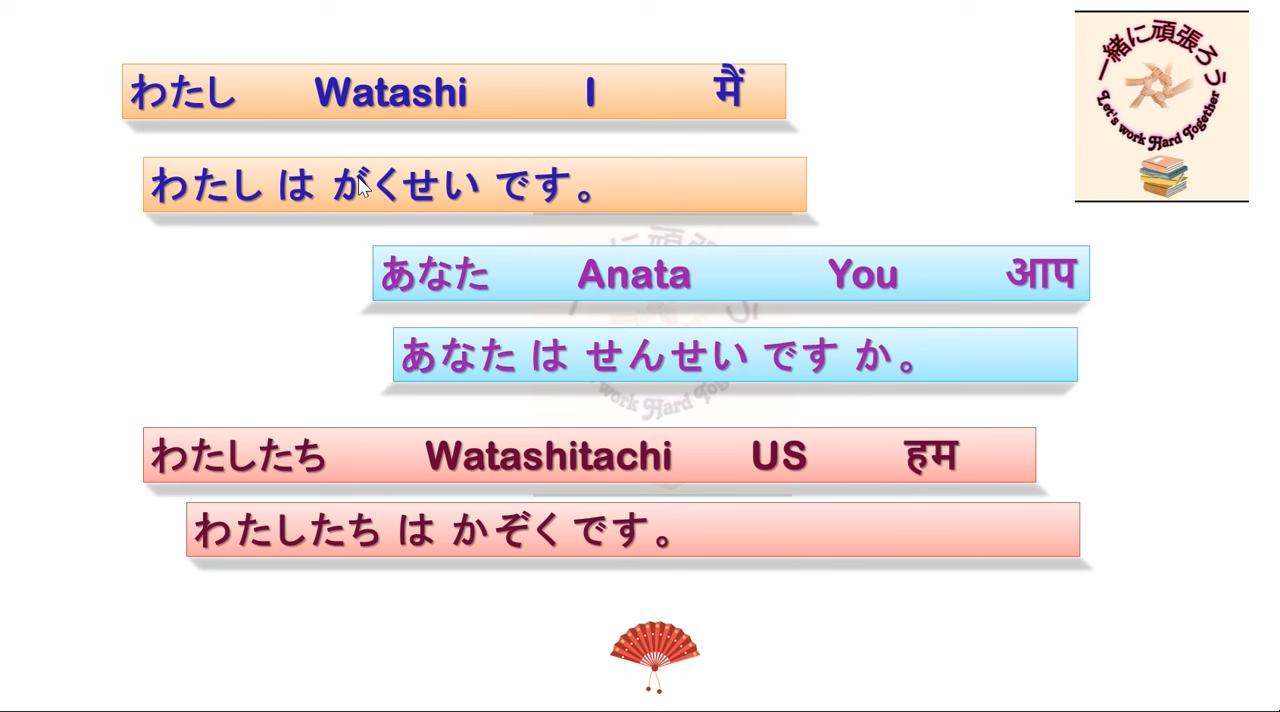 わたし Watashi I मैं
わたし は がくせい です。
あなた Anata You आप
あなた は せんせい です か。
わたしたち Watashitachi US हम
わたしたち は かぞく です。
一緒に頑張ろう
Let's work Hard Together